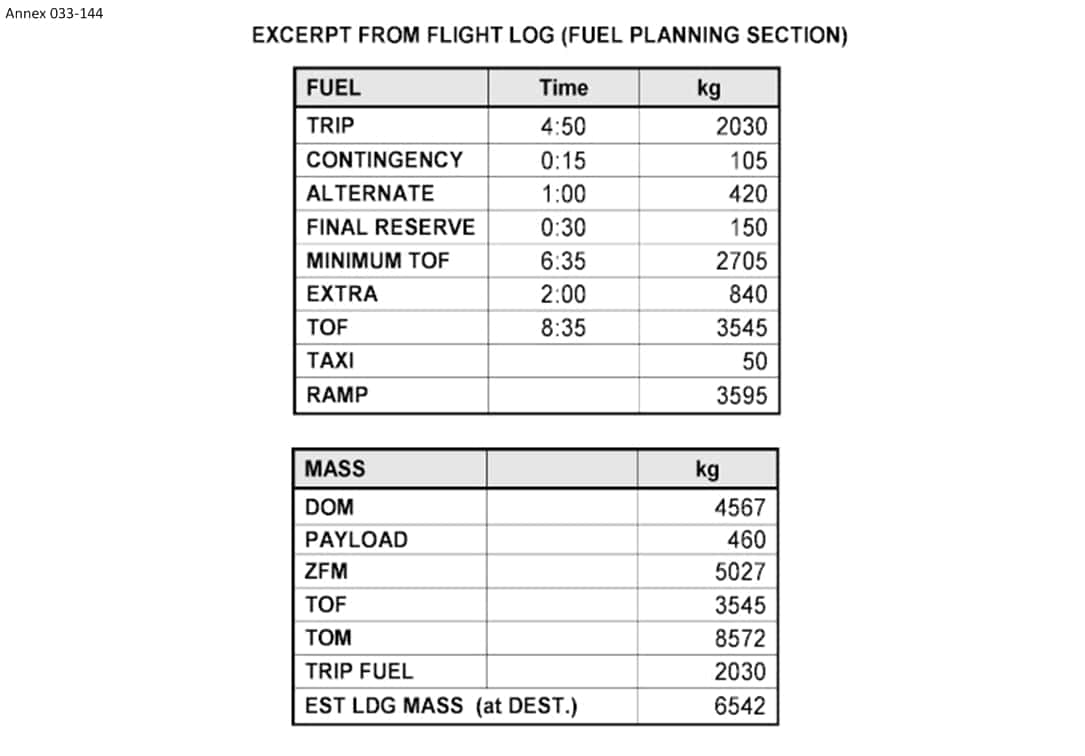 Annex 033-144
EXCERPT FROM FLIGHT LOG (FUEL PLANNING SECTION)
FUEL Time kg
TRIP 4:50 2030
CONTINGENCY 0:15 105
ALTERNATE 1:00 420
FINAL RESERVE 0:30 150
MINIMUM TOF 6:35 2705
EXTRA 2:00 840
TOF 8:35 3545
TAXI 50
RAMP 3595
MASS kg
DOM 4567
PAYLOAD 460
ZFM 5027
TOF 3545
TOM 8572
TRIP FUEL 2030
EST LDG MASS (at DEST.) 6542